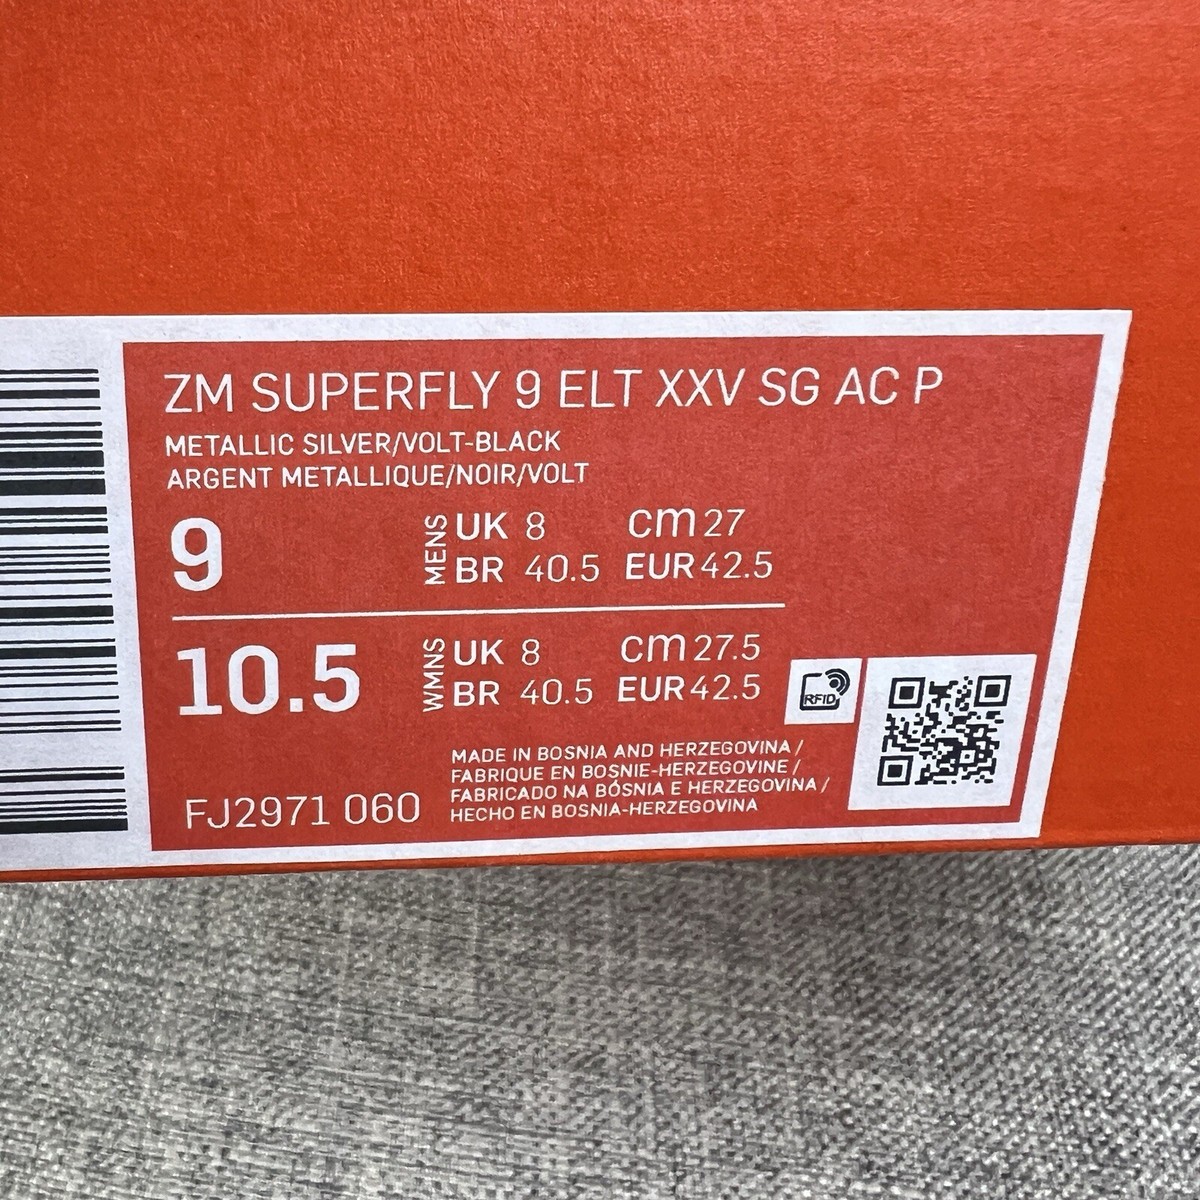 ZM SUPERFLY 9 ELT XXV SG AC P
METALLIC SILVER/VOLT-BLACK
ARGENT METALLIQUE/NOIR/VOLT
9
MENS
UK 8 cm 27
BR 40.5 EUR 42.5
10.5
WMNS
UK 8 cm 27.5
BR 40.5 EUR 42.5
RFID
FJ2971 060
MADE IN BOSNIA AND HERZEGOVINA /
FABRIQUE EN BOSNIE-HERZEGOVINE /
FABRICADO NA BÓSNIA E HERZEGOVINA /
HECHO EN BOSNIA-HERZEGOVINA